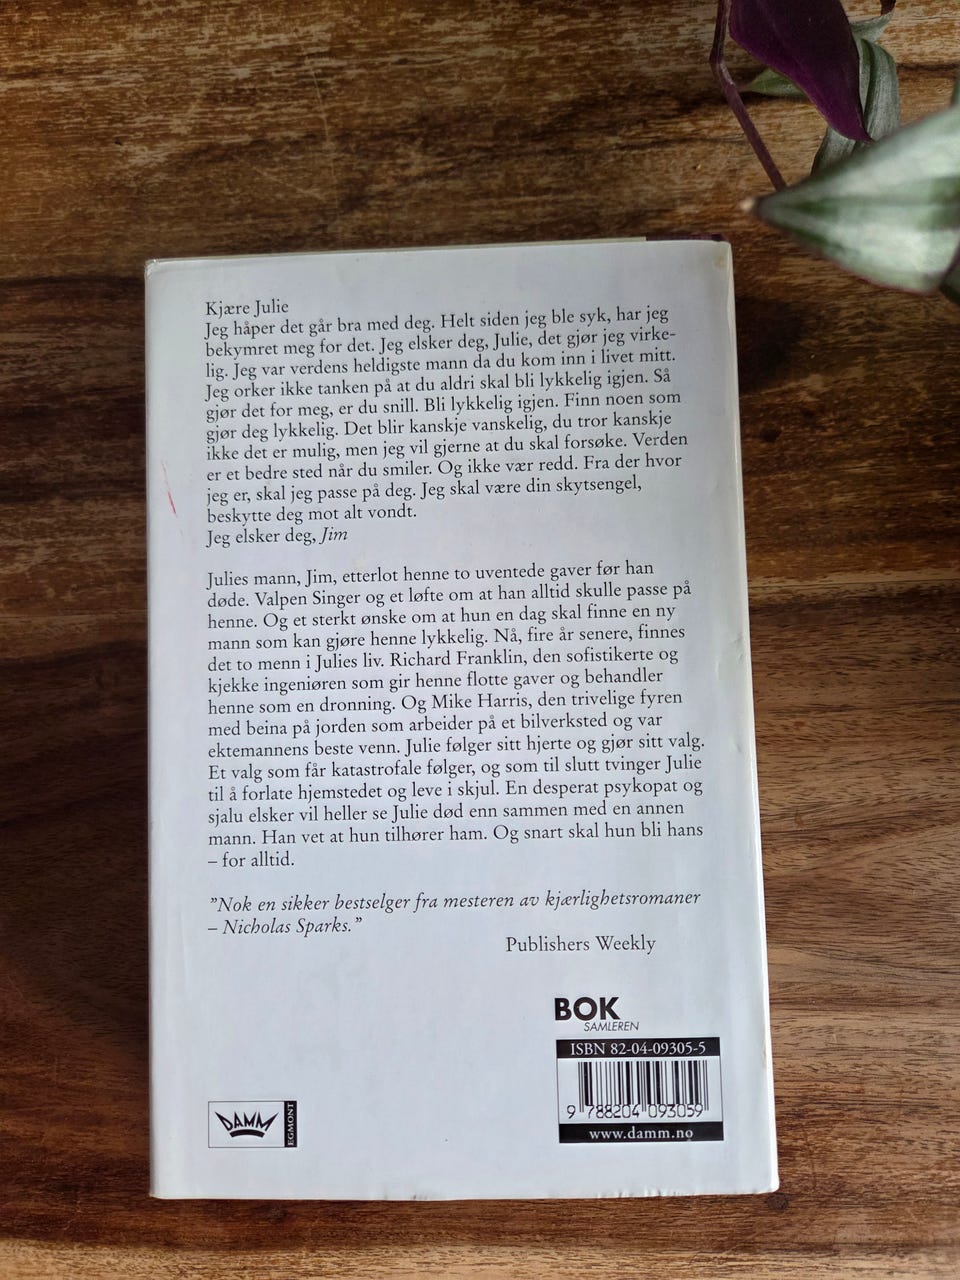 Kjære Julie
Jeg håper det går bra med deg. Helt siden jeg ble syk, har jeg
bekymret meg for det. Jeg elsker deg, Julie, det gjør jeg virke-
lig. Jeg var verdens heldigste mann da du kom inn i livet mitt.
Jeg orker ikke tanken på at du aldri skal bli lykkelig igjen. Så
gjør det for meg, er du snill. Bli lykkelig igjen. Finn noen som
gjør deg lykkelig. Det blir kanskje vanskelig, du tror kanskje
ikke det er mulig, men jeg vil gjerne at du skal forsøke. Verden
er et bedre sted når du smiler. Og ikke vær redd. Fra der hvor
jeg er, skal jeg passe på deg. Jeg skal være din skytsengel,
beskytte deg mot alt vondt.
Jeg elsker deg, Jim
Julies mann, Jim, etterlot henne to uventede gaver før han
døde. Valpen Singer og et løfte om at han alltid skulle passe på
henne. Og et sterkt ønske om at hun en dag skal finne en ny
mann som kan gjøre henne lykkelig. Nå, fire år senere, finnes
det to menn i Julies liv. Richard Franklin, den sofistikerte og
kjekke ingeniøren som gir henne flotte gaver og behandler
henne som en dronning. Og Mike Harris, den trivelige fyren
med beina på jorden som arbeider på et bilverksted og var
ektemannens beste venn. Julie følger sitt hjerte og gjør sitt valg.
Et valg som får katastrofale følger, og som til slutt tvinger Julie
til å forlate hjemstedet og leve i skjul. En desperat psykopat og
sjalu elsker vil heller se Julie død enn sammen med en annen
mann. Han vet at hun tilhører ham. Og snart skal hun bli hans
– for alltid.
”Nok en sikker bestselger fra mesteren av kjærlighetsromaner
– Nicholas Sparks.”
Publishers Weekly
BOK
SAMLEREN
ISBN 82-04-09305-5
9 788204 093059
www.damm.no
DAMM
EGMONT